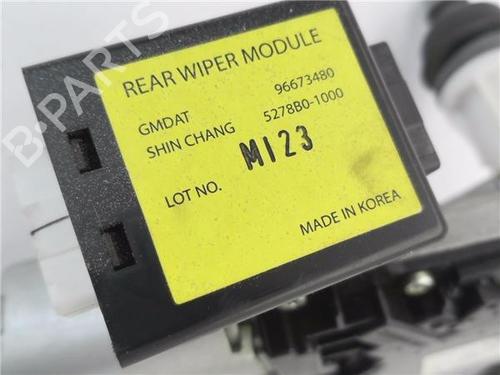 REAR WIPER MODULE
GMDAT 96673480
SHIN CHANG 5278B0-1000
LOT NO. M123
MADE IN KOREA
B-PARTS